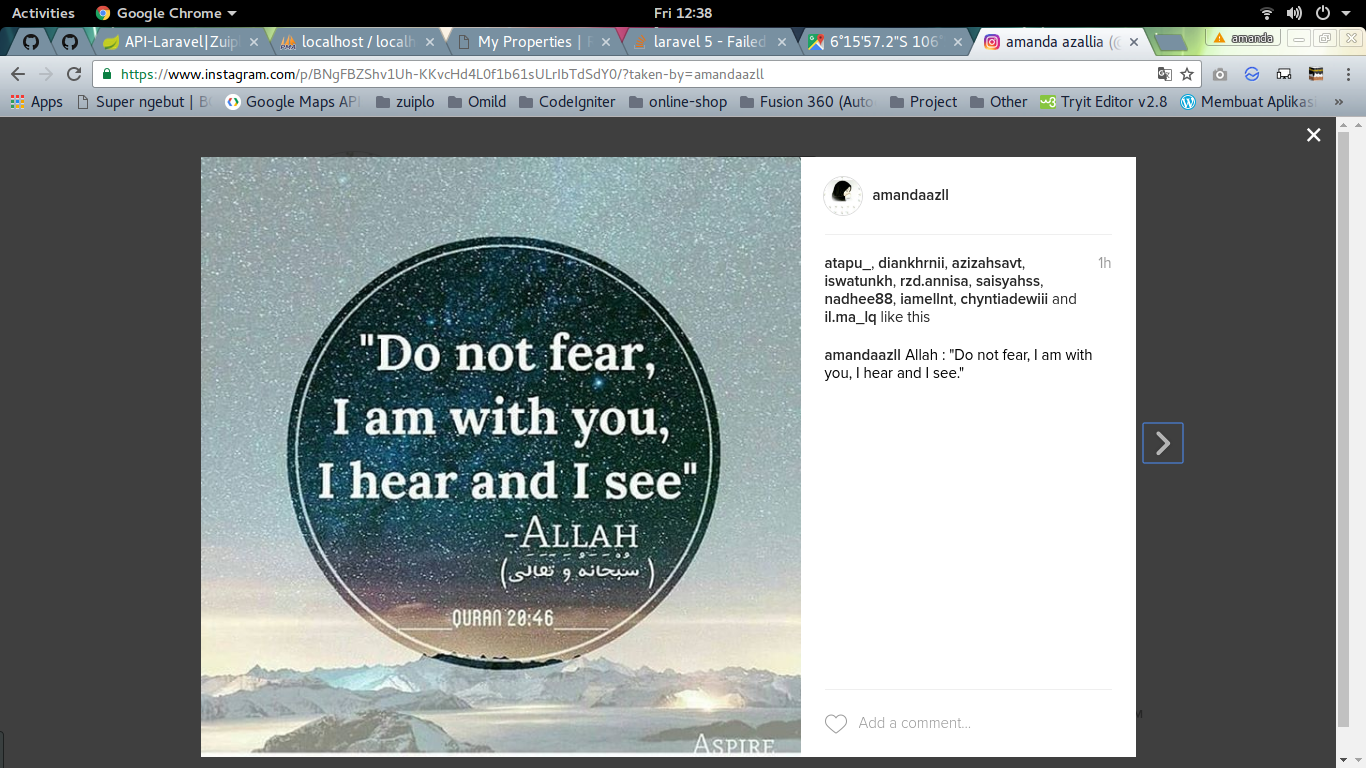 Activities Google Chrome Fri 12:38
API-Laravel|Zuip localhost / localh My Properties | laravel 5 - Failed 6°15'57.2"S 106° amanda azallia (@ amanda
https://www.instagram.com/p/BNgFBZShv1Uh-KKvcHd4L0f1b61sULrIbTdSdY0/?taken-by=amandaazll
Apps Super ngebut | B Google Maps AP zuiplo Omild CodeIgniter online-shop Fusion 360 (Auto Project Other Tryit Editor v2.8 Membuat Aplikas »
"Do not fear,
I am with you,
I hear and I see"
-ALLAH
( سُبْحَانَهُ وَ تَعَالَى )
QURAN 20:46
ASPIRE
amandaazll
atapu_, diankhrnii, azizahsavt, 1h
iswatunkh, rzd.annisa, saisyahss,
nadhee88, iamellnt, chyntiadewiii and
il.ma_lq like this
amandaazll Allah : "Do not fear, I am with
you, I hear and I see."
Add a comment...